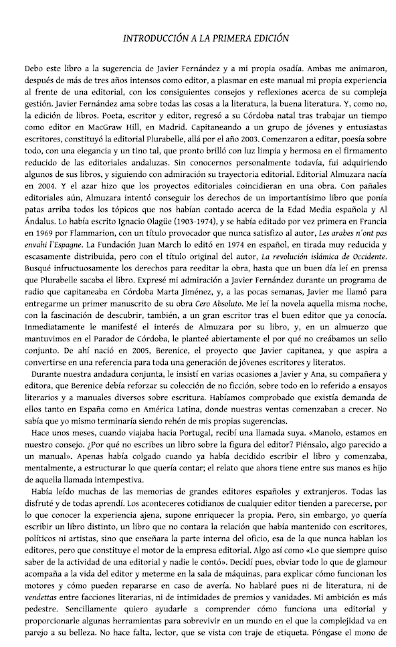 INTRODUCCIÓN A LA PRIMERA EDICIÓN
Debo este libro a la sugerencia de Javier Fernández y a mi propia osadía. Ambas me animaron,
después de más de tres años intensos como editor, a plasmar en este manual mi propia experiencia
al frente de una editorial, con los consiguientes consejos y reflexiones acerca de su compleja
gestión. Javier Fernández ama sobre todas las cosas a la literatura, la buena literatura. Y, como no,
la edición de libros. Poeta, escritor y editor, regresó a su Córdoba natal tras trabajar un tiempo
como editor en MacGraw Hill, en Madrid. Capitaneando a un grupo de jóvenes y entusiastas
escritores, constituyó la editorial Plurabelle, allá por el año 2003. Comenzaron a editar, poesía sobre
todo, con una elegancia y un tino tal, que pronto brilló con luz limpia y hermosa en el firmamento
reducido de las editoriales andaluzas. Sin conocernos personalmente todavía, fui adquiriendo
algunos de sus libros, y siguiendo con admiración su trayectoria editorial. Editorial Almuzara nacía
en 2004. Y el azar hizo que los proyectos editoriales coincidieran en una obra. Con pañales
editoriales aún, Almuzara intentó conseguir los derechos de un importantísimo libro que ponía
patas arriba todos los tópicos que nos habían contado acerca de la Edad Media española y Al
Ándalus. Lo había escrito Ignacio Olagüe (1903-1974), y se había editado por vez primera en Francia
en 1969 por Flammarion, con un título provocador que nunca satisfizo al autor, Les arabes n'ont pas
envahi l'Espagne. La Fundación Juan March lo editó en 1974 en español, en tirada muy reducida y
escasamente distribuida, pero con el título original del autor, La revolución islámica de Occidente.
Busqué infructuosamente los derechos para reeditar la obra, hasta que un buen día leí en prensa
que Plurabelle sacaba el libro. Expresé mi admiración a Javier Fernández durante un programa de
radio que capitaneaba en Córdoba Marta Jiménez, y, a las pocas semanas, Javier me llamó para
entregarme un primer manuscrito de su obra Cero Absoluto. Me leí la novela aquella misma noche,
con la fascinación de descubrir, también, a un gran escritor tras el buen editor que ya conocía.
Inmediatamente le manifesté el interés de Almuzara por su libro, y, en un almuerzo que
mantuvimos en el Parador de Córdoba, le planteé abiertamente el por qué no creábamos un sello
conjunto. De ahí nació en 2005, Berenice, el proyecto que Javier capitanea, y que aspira a
convertirse en una referencia para toda una generación de jóvenes escritores y literatos.
Durante nuestra andadura conjunta, le insistí en varias ocasiones a Javier y Ana, su compañera y
editora, que Berenice debía reforzar su colección de no ficción, sobre todo en lo referido a ensayos
literarios y a manuales diversos sobre escritura. Habíamos comprobado que existía demanda de
ellos tanto en España como en América Latina, donde nuestras ventas comenzaban a crecer. No
sabía que yo mismo terminaría siendo rehén de mis propias sugerencias.
Hace unos meses, cuando viajaba hacia Portugal, recibí una llamada suya. «Manolo, estamos en
nuestro consejo. ¿Por qué no escribes un libro sobre la figura del editor? Piénsalo, algo parecido a
un manual». Apenas había colgado cuando ya había decidido escribir el libro y comenzaba,
mentalmente, a estructurar lo que quería contar; el relato que ahora tiene entre sus manos es hijo
de aquella llamada intempestiva.
Había leído muchas de las memorias de grandes editores españoles y extranjeros. Todas las
disfruté y de todas aprendí. Los aconteceres cotidianos de cualquier editor tienden a parecerse, por
lo que conocer la experiencia ajena, supone enriquecer la propia. Pero, sin embargo, yo quería
escribir un libro distinto, un libro que no contara la relación que había mantenido con escritores,
políticos ni artistas, sino que enseñara la parte interna del oficio, esa de la que nunca hablan los
editores, pero que constituye el motor de la empresa editorial. Algo así como «Lo que siempre quiso
saber de la actividad de una editorial y nadie le contó». Decidí pues, obviar todo lo que de glamour
acompaña a la vida del editor y meterme en la sala de máquinas, para explicar cómo funcionan los
motores y cómo pueden repararse en caso de avería. No hablaré pues ni de literatura, ni de
vendettas entre facciones literarias, ni de intimidades de premios y vanidades. Mi ambición es más
pedestre. Sencillamente quiero ayudarle a comprender cómo funciona una editorial y
proporcionarle algunas herramientas para sobrevivir en un mundo en el que la complejidad va en
parejo a su belleza. No hace falta, lector, que se vista con traje de etiqueta. Póngase el mono de